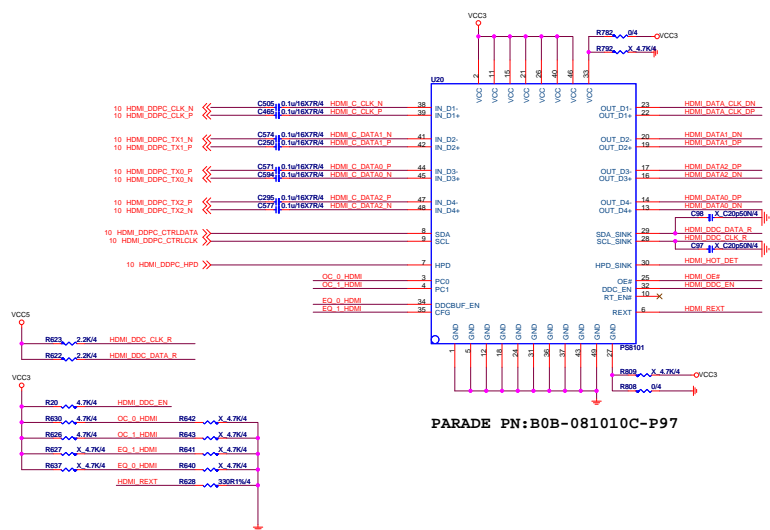 VCC3
R782 0/4 VCC3
R792 X_4.7K/4
2 11 15 21 26 40 46 33
VCC VCC VCC VCC VCC VCC VCC VCC
U20
10 HDMI_DDPC_CLK_N C505 0.1u/16X7R/4 HDMI_C_CLK_N 38 IN_D1- OUT_D1- 23 HDMI_DATA_CLK_DN
10 HDMI_DDPC_CLK_P C465 0.1u/16X7R/4 HDMI_C_CLK_P 39 IN_D1+ OUT_D1+ 22 HDMI_DATA_CLK_DP
10 HDMI_DDPC_TX1_N C574 0.1u/16X7R/4 HDMI_C_DATA1_N 41 IN_D2- OUT_D2- 20 HDMI_DATA1_DN
10 HDMI_DDPC_TX1_P C250 0.1u/16X7R/4 HDMI_C_DATA1_P 42 IN_D2+ OUT_D2+ 19 HDMI_DATA1_DP
10 HDMI_DDPC_TX0_P C571 0.1u/16X7R/4 HDMI_C_DATA0_P 44 IN_D3- OUT_D3- 17 HDMI_DATA2_DP
10 HDMI_DDPC_TX0_N C594 0.1u/16X7R/4 HDMI_C_DATA0_N 45 IN_D3+ OUT_D3+ 16 HDMI_DATA2_DN
10 HDMI_DDPC_TX2_P C295 0.1u/16X7R/4 HDMI_C_DATA2_P 47 IN_D4- OUT_D4- 14 HDMI_DATA0_DP
10 HDMI_DDPC_TX2_N C577 0.1u/16X7R/4 HDMI_C_DATA2_N 48 IN_D4+ OUT_D4+ 13 HDMI_DATA0_DN
C98 X_C20p50N/4
10 HDMI_DDPC_CTRLDATA 8 SDA SDA_SINK 29 HDMI_DDC_DATA_R
10 HDMI_DDPC_CTRLCLK 9 SCL SCL_SINK 28 HDMI_DDC_CLK_R
C97 X_C20p50N/4
10 HDMI_DDPC_HPD 7 HPD HPD_SINK 30 HDMI_HOT_DET
OC_0_HDMI 3 PC0 OE# 25 HDMI_OE#
OC_1_HDMI 4 PC1 DDC_EN 32 HDMI_DDC_EN
RT_EN# 10
EQ_0_HDMI 34 DDCBUF_EN
EQ_1_HDMI 35 CFG REXT 6 HDMI_REXT
GND GND GND GND GND GND GND GND GND GND GND
1 5 12 18 24 31 36 37 43 49 27
PS8101
VCC5
R623 2.2K/4 HDMI_DDC_CLK_R
R622 2.2K/4 HDMI_DDC_DATA_R
R809 X_4.7K/4 VCC3
R808 0/4
VCC3
R20 4.7K/4 HDMI_DDC_EN
R630 4.7K/4 OC_0_HDMI R642 X_4.7K/4
R626 4.7K/4 OC_1_HDMI R643 X_4.7K/4
R627 X_4.7K/4 EQ_1_HDMI R641 X_4.7K/4
R637 X_4.7K/4 EQ_0_HDMI R640 X_4.7K/4
HDMI_REXT R628 330R1%/4
PARADE PN:B0B-081010C-P97